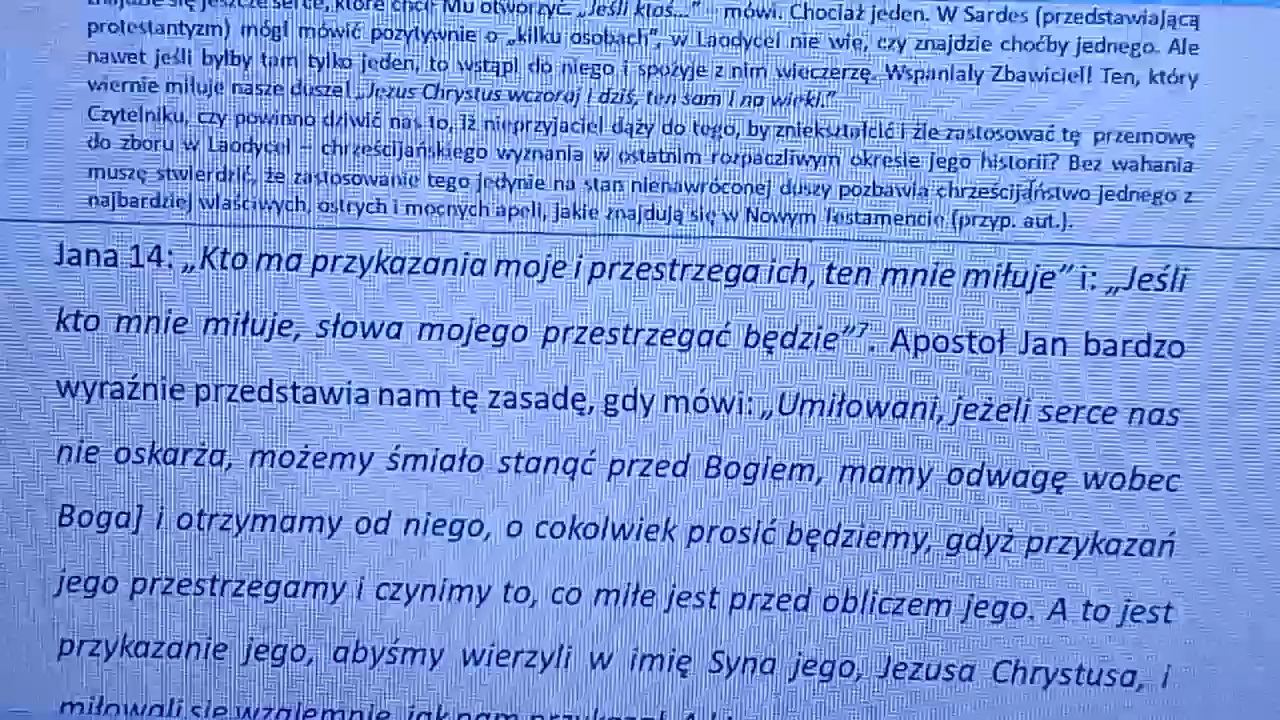 się jeszcze serce, które chce Mu otworzyć. „Jeśli ktoś...” – mówi. Chociaż jeden. W Sardes (przedstawiającą
protestantyzm) mógł mówić pozytywnie o „kilku osobach”, w Laodycei nie wie, czy znajdzie choćby jednego. Ale
nawet jeśli byłby tam tylko jeden, to wstąpi do niego i spożyje z nim wieczerzę. Wspaniały Zbawiciel! Ten, który
wiernie miłuje nasze dusze! „Jezus Chrystus wczoraj i dziś, ten sam i na wieki.”
Czytelniku, czy powinno dziwić nas to, iż nieprzyjaciel dąży do tego, by zniekształcić i źle zastosować tę przemowę
do zboru w Laodycei – chrześcijańskiego wyznania w ostatnim rozpaczliwym okresie jego historii? Bez wahania
muszę stwierdzić, że zastosowanie tego jedynie na stan nienawróconej duszy pozbawia chrześcijaństwo jednego z
najbardziej właściwych, ostrych i mocnych apeli, jakie znajdują się w Nowym Testamencie (przyp. aut.).
Jana 14: „Kto ma przykazania moje i przestrzega ich, ten mnie miłuje” i: „Jeśli
kto mnie miłuje, słowa mojego przestrzegać będzie”⁷. Apostoł Jan bardzo
wyraźnie przedstawia nam tę zasadę, gdy mówi: „Umiłowani, jeżeli serce nas
nie oskarża, możemy śmiało stanąć przed Bogiem, mamy odwagę wobec
Boga] i otrzymamy od niego, o cokolwiek prosić będziemy, gdyż przykazań
jego przestrzegamy i czynimy to, co miłe jest przed obliczem jego. A to jest
przykazanie jego, abyśmy wierzyli w imię Syna jego, Jezusa Chrystusa, i
miłowali się wzajemnie, jak nam